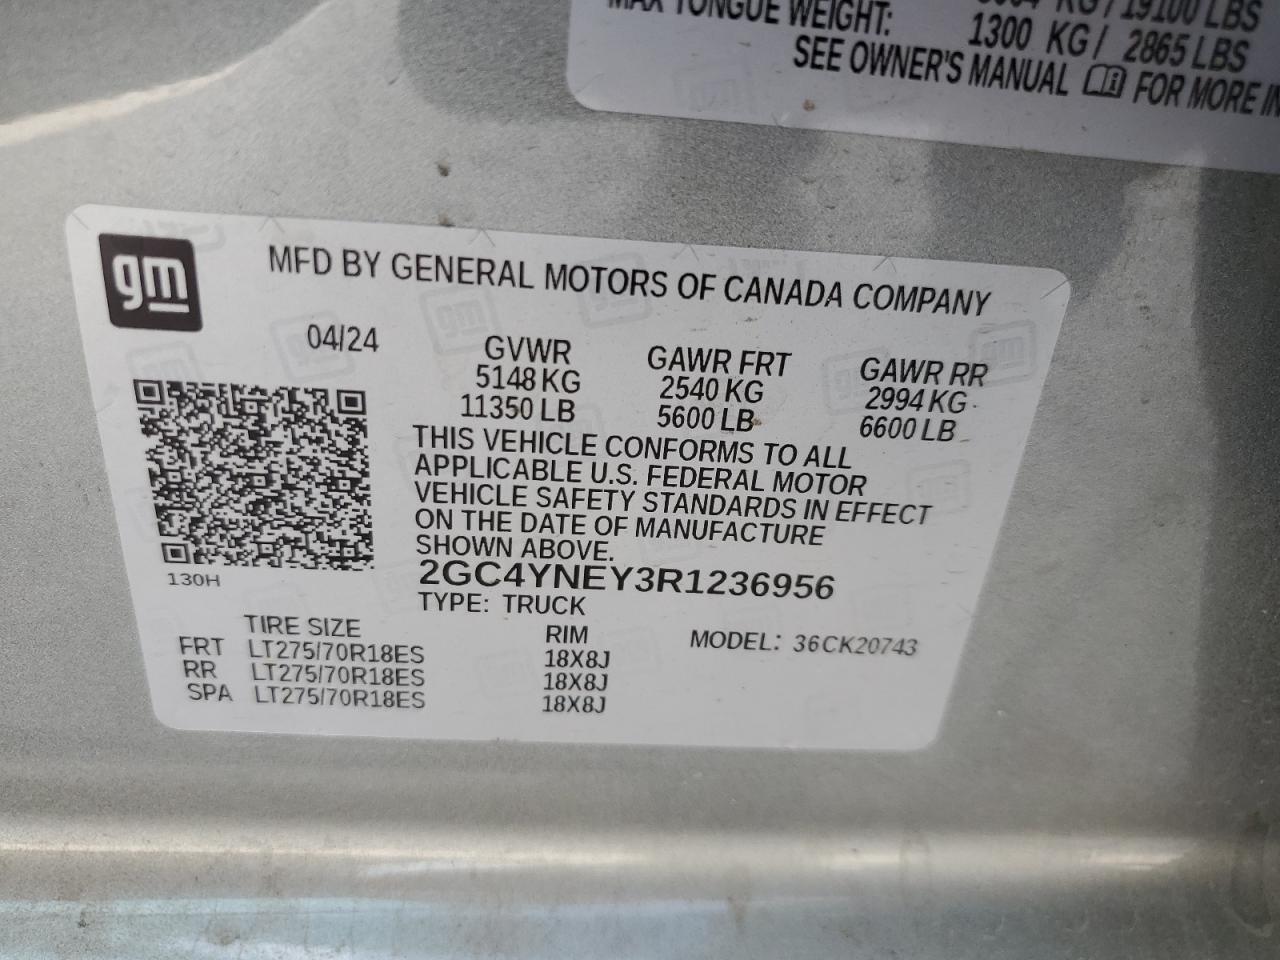 KG / 19100 LBS
MAX TONGUE WEIGHT: 1300 KG / 2865 LBS
SEE OWNER'S MANUAL FOR MORE
gm
MFD BY GENERAL MOTORS OF CANADA COMPANY
04/24 GVWR GAWR FRT GAWR RR
5148 KG 2540 KG 2994 KG
11350 LB 5600 LB 6600 LB
THIS VEHICLE CONFORMS TO ALL
APPLICABLE U.S. FEDERAL MOTOR
VEHICLE SAFETY STANDARDS IN EFFECT
ON THE DATE OF MANUFACTURE
SHOWN ABOVE.
130H
2GC4YNEY3R1236956
TYPE: TRUCK
TIRE SIZE RIM MODEL: 36CK20743
FRT LT275/70R18ES 18X8J
RR LT275/70R18ES 18X8J
SPA LT275/70R18ES 18X8J